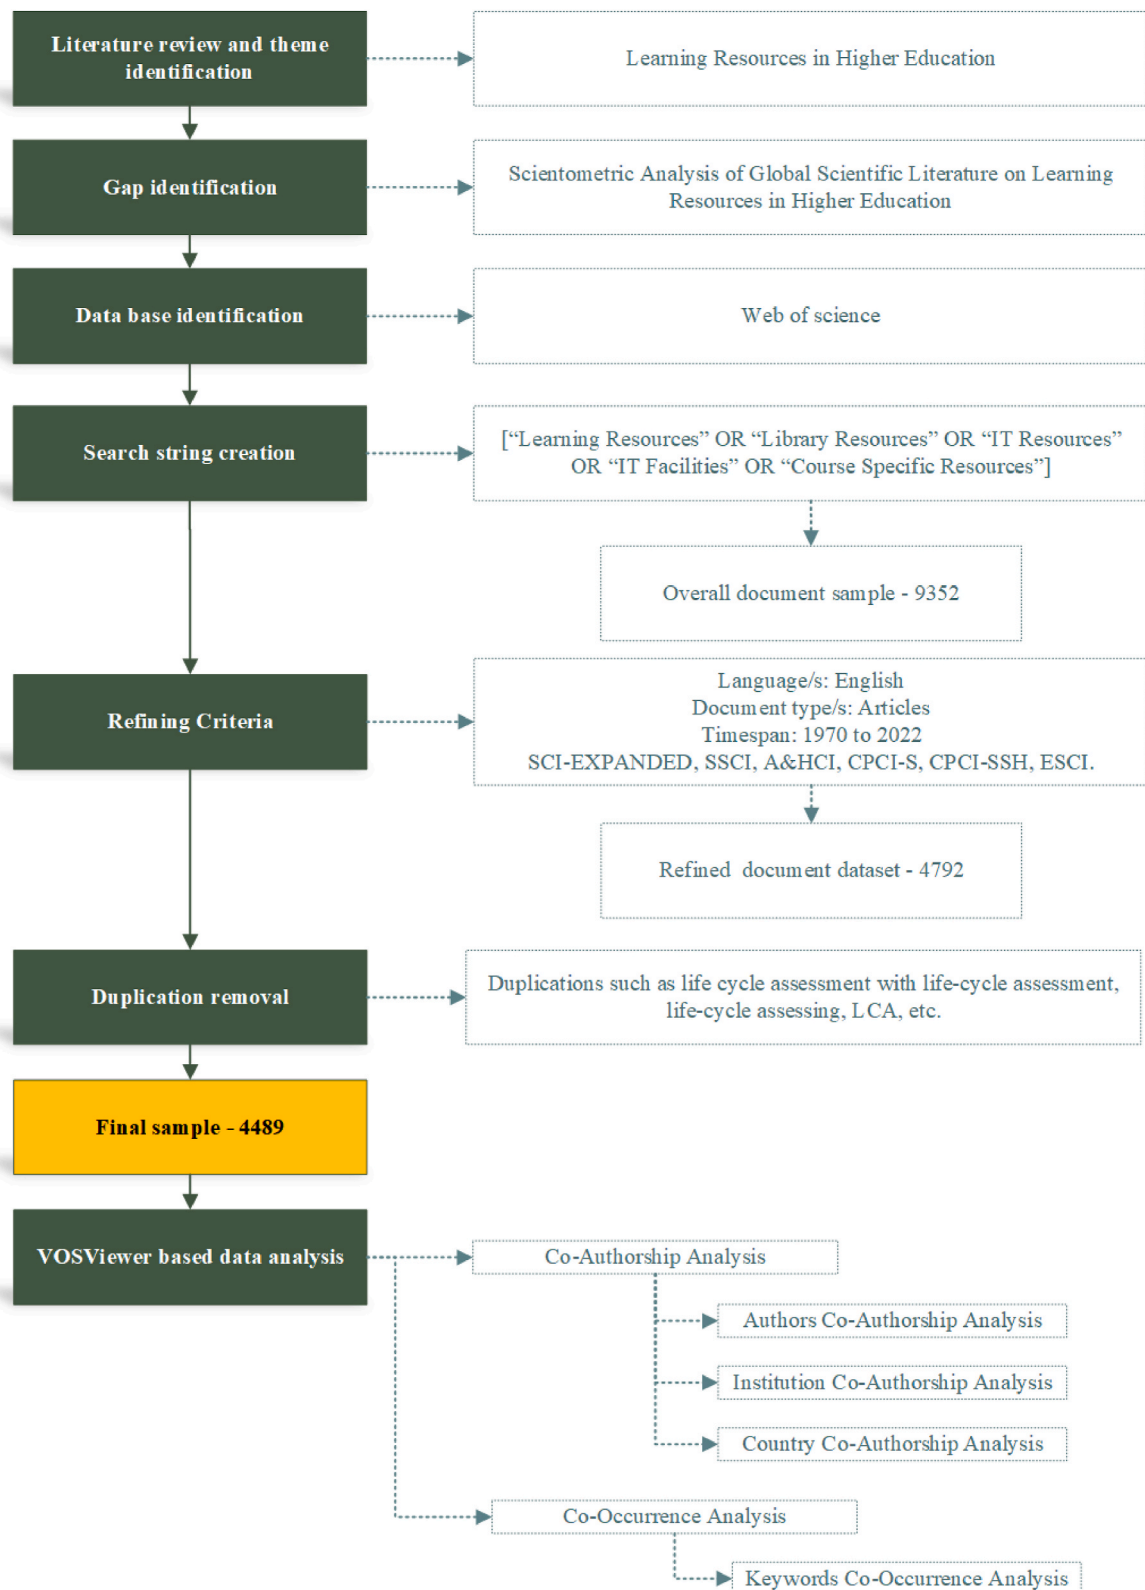 Literature review and theme
identification
Learning Resources in Higher Education
Gap identification
Scientometric Analysis of Global Scientific Literature on Learning
Resources in Higher Education
Data base identification
Web of science
Search string creation
[“Learning Resources” OR “Library Resources” OR “IT Resources”
OR “IT Facilities” OR “Course Specific Resources”]
Overall document sample - 9352
Refining Criteria
Language/s: English
Document type/s: Articles
Timespan: 1970 to 2022
SCI-EXPANDED, SSCI, A&HCI, CPCI-S, CPCI-SSH, ESCI.
Refined document dataset - 4792
Duplication removal
Duplications such as life cycle assessment with life-cycle assessment,
life-cycle assessing, LCA, etc.
Final sample - 4489
VOSViewer based data analysis
Co-Authorship Analysis
Authors Co-Authorship Analysis
Institution Co-Authorship Analysis
Country Co-Authorship Analysis
Co-Occurrence Analysis
Keywords Co-Occurrence Analysis